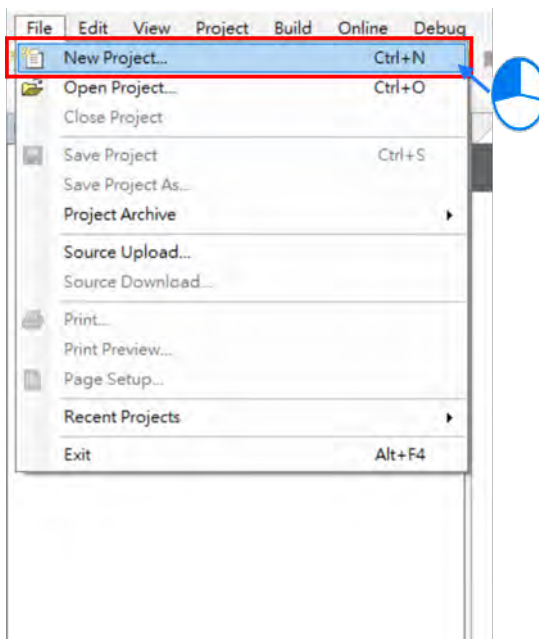 File Edit View Project Build Online Debug
New Project... Ctrl+N
Open Project... Ctrl+O
Close Project
Save Project Ctrl+S
Save Project As...
Project Archive
Source Upload...
Source Download...
Print...
Print Preview...
Page Setup...
Recent Projects
Exit Alt+F4